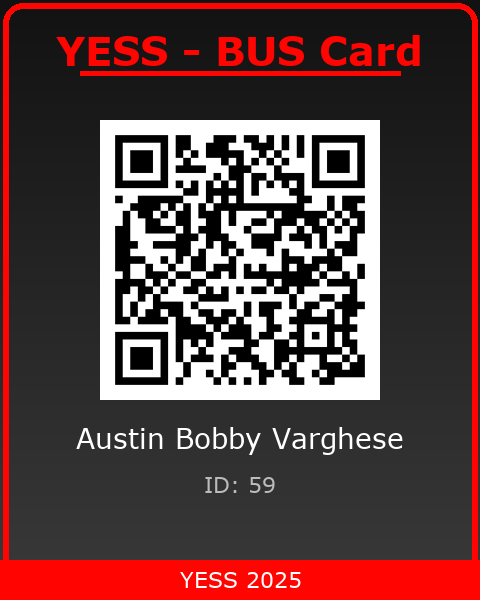 YESS - BUS Card
Austin Bobby Varghese
ID: 59
YESS 2025